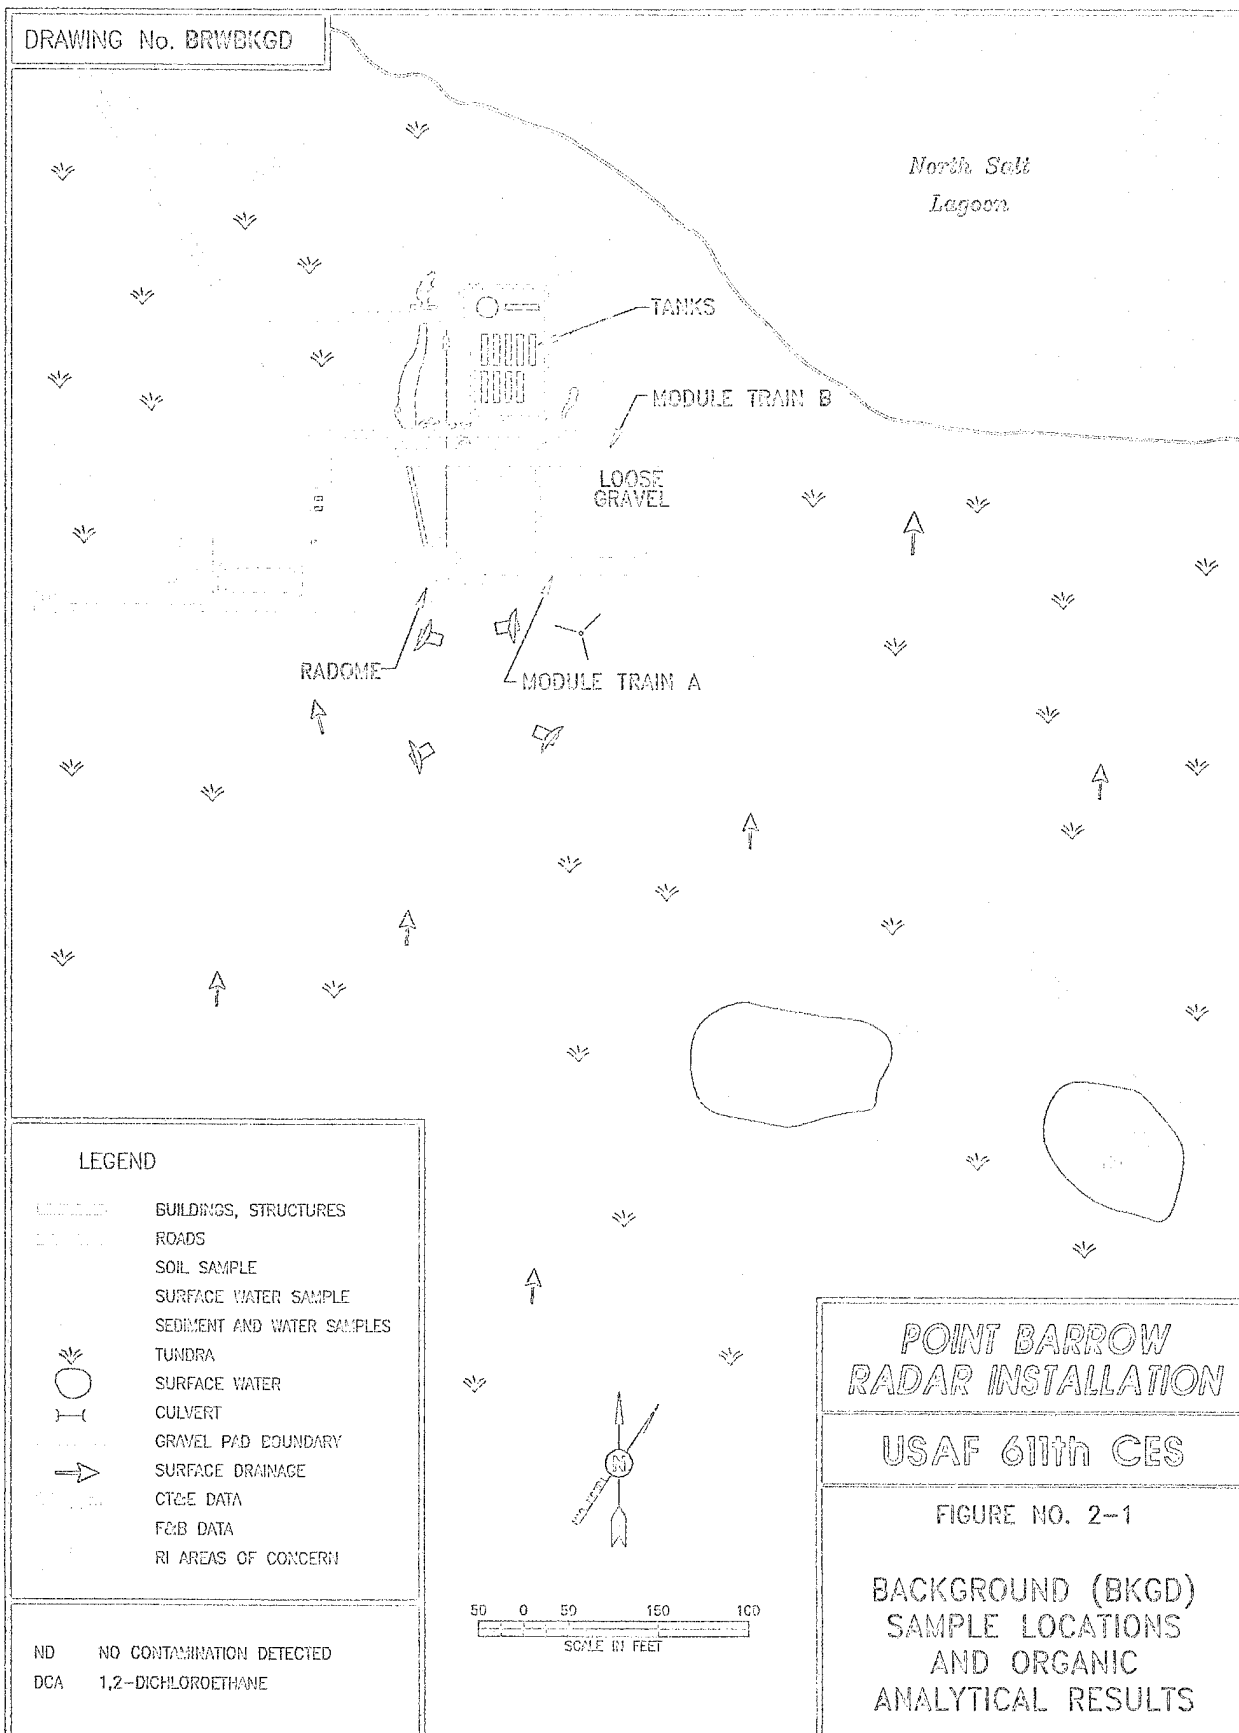 DRAWING No. BRWBKGD
North Salt
Lagoon
TANKS
MODULE TRAIN B
LOOSE
GRAVEL
RADOME
MODULE TRAIN A
LEGEND
BUILDINGS, STRUCTURES
ROADS
SOIL SAMPLE
SURFACE WATER SAMPLE
SEDIMENT AND WATER SAMPLES
TUNDRA
SURFACE WATER
CULVERT
GRAVEL PAD BOUNDARY
SURFACE DRAINAGE
CT&E DATA
F&B DATA
RI AREAS OF CONCERN
ND NO CONTAMINATION DETECTED
DCA 1,2-DICHLOROETHANE
N
50 0 50 150 100
SCALE IN FEET
POINT BARROW
RADAR INSTALLATION
USAF 611th CES
FIGURE NO. 2-1
BACKGROUND (BKGD)
SAMPLE LOCATIONS
AND ORGANIC
ANALYTICAL RESULTS